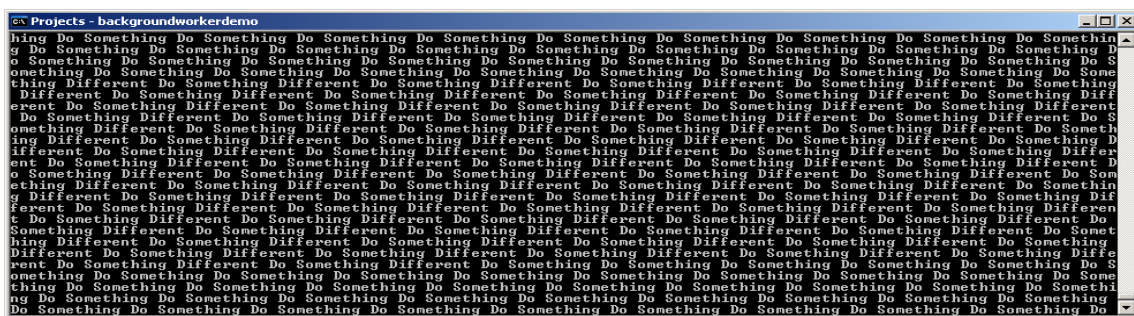 Projects - backgroundworkerdemo
hing Do Something Do Something Do Something Do Something Do Something Do Something Do Something Do Something Do Somethin
g Do Something Do Something Do Something Do Something Do Something Do Something Do Something Do Something Do Something D
o Something Do Something Do Something Do Something Do Something Do Something Do Something Do Something Do Something Do S
omething Do Something Do Something Do Something Do Something Do Something Do Something Do Something Do Something Do Some
thing Different Do Something Different Do Something Different Do Something Different Do Something Different Do Something
Different Do Something Different Do Something Different Do Something Different Do Something Different Do Something Diff
erent Do Something Different Do Something Different Do Something Different Do Something Different Do Something Different
Do Something Different Do Something Different Do Something Different Do Something Different Do Something Different Do S
omething Different Do Something Different Do Something Different Do Something Different Do Something Different Do Someth
ing Different Do Something Different Do Something Different Do Something Different Do Something Different Do Something D
ifferent Do Something Different Do Something Different Do Something Different Do Something Different Do Something Differ
ent Do Something Different Do Something Different Do Something Different Do Something Different Do Something Different D
o Something Different Do Something Different Do Something Different Do Something Different Do Something Different Do Som
ething Different Do Something Different Do Something Different Do Something Different Do Something Different Do Somethin
g Different Do Something Different Do Something Different Do Something Different Do Something Different Do Something Dif
ferent Do Something Different Do Something Different Do Something Different Do Something Different Do Something Differen
t Do Something Different Do Something Different Do Something Different Do Something Different Do Something Different Do
Something Different Do Something Different Do Something Different Do Something Different Do Something Different Do Somet
hing Different Do Something Different Do Something Different Do Something Different Do Something Different Do Something
Different Do Something Different Do Something Different Do Something Different Do Something Different Do Something Diffe
rent Do Something Different Do Something Different Do Something Do Something Do Something Do Something Do Something Do S
omething Do Something Do Something Do Something Do Something Do Something Do Something Do Something Do Something Do Some
thing Do Something Do Something Do Something Do Something Do Something Do Something Do Something Do Something Do Somethi
ng Do Something Do Something Do Something Do Something Do Something Do Something Do Something Do Something Do Something
Do Something Do Something Do Something Do Something Do Something Do Something Do Something Do Something Do Something Do